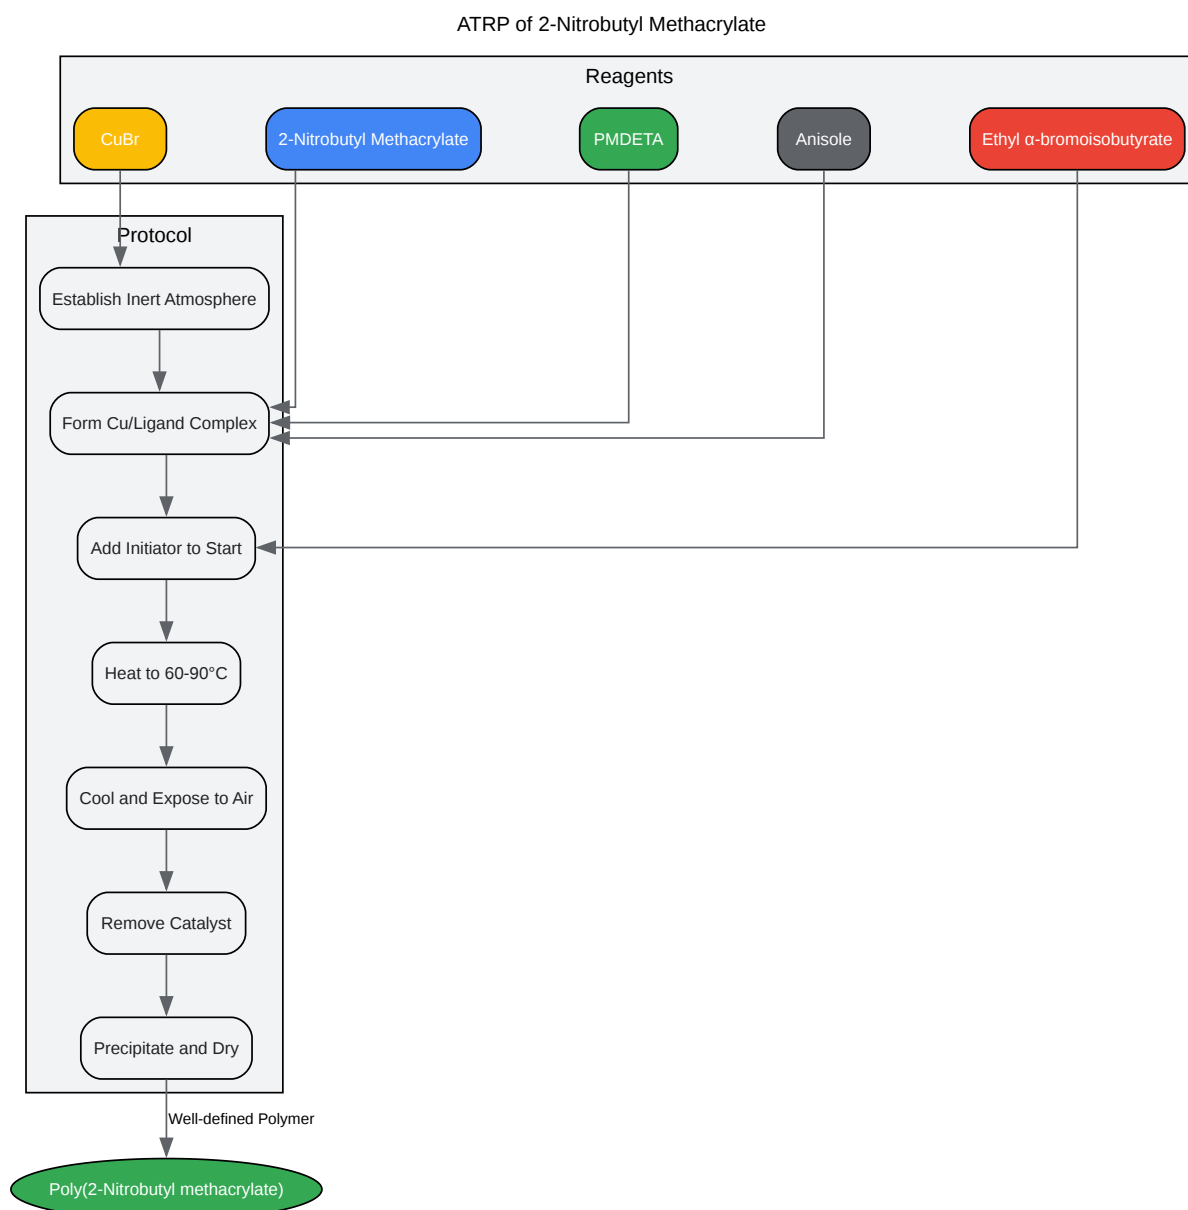 ATRP of 2-Nitrobutyl Methacrylate
Reagents
CuBr
2-Nitrobutyl Methacrylate
PMDETA
Anisole
Ethyl α-bromoisobutyrate
Protocol
Establish Inert Atmosphere
Form Cu/Ligand Complex
Add Initiator to Start
Heat to 60-90°C
Cool and Expose to Air
Remove Catalyst
Precipitate and Dry
Well-defined Polymer
Poly(2-Nitrobutyl methacrylate)